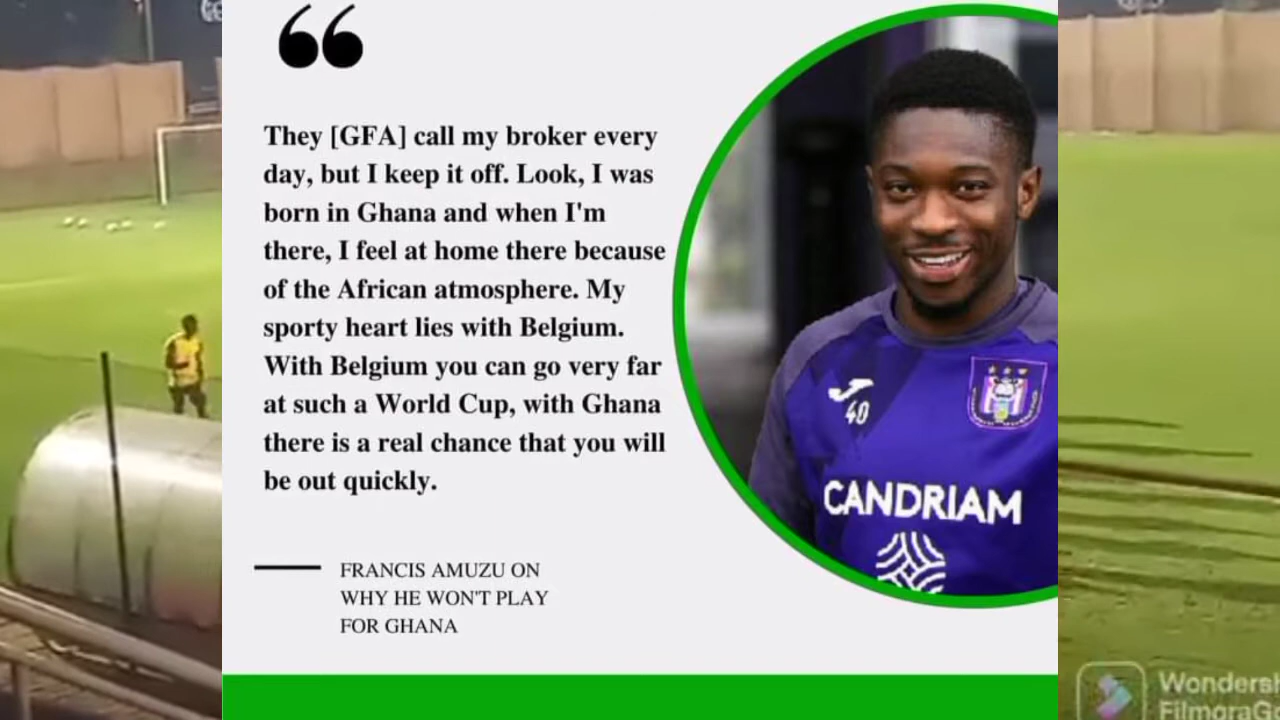 “
They [GFA] call my broker every
day, but I keep it off. Look, I was
born in Ghana and when I'm
there, I feel at home there because
of the African atmosphere. My
sporty heart lies with Belgium.
With Belgium you can go very far
at such a World Cup, with Ghana
there is a real chance that you will
be out quickly.
FRANCIS AMUZU ON
WHY HE WON'T PLAY
FOR GHANA
40
CANDRIAM
Wondersh
FilmoraGo